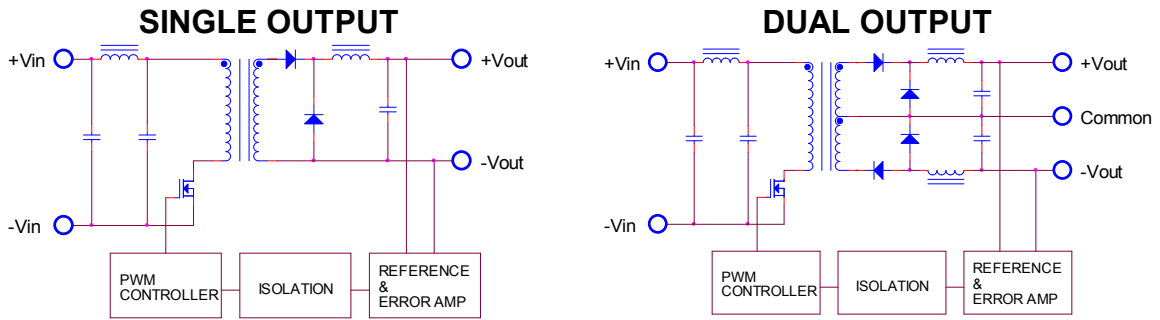 SINGLE OUTPUT
+Vin
+Vout
-Vout
-Vin
PWM
CONTROLLER
ISOLATION
REFERENCE
&
ERROR AMP
DUAL OUTPUT
+Vin
+Vout
Common
-Vout
-Vin
PWM
CONTROLLER
ISOLATION
REFERENCE
&
ERROR AMP